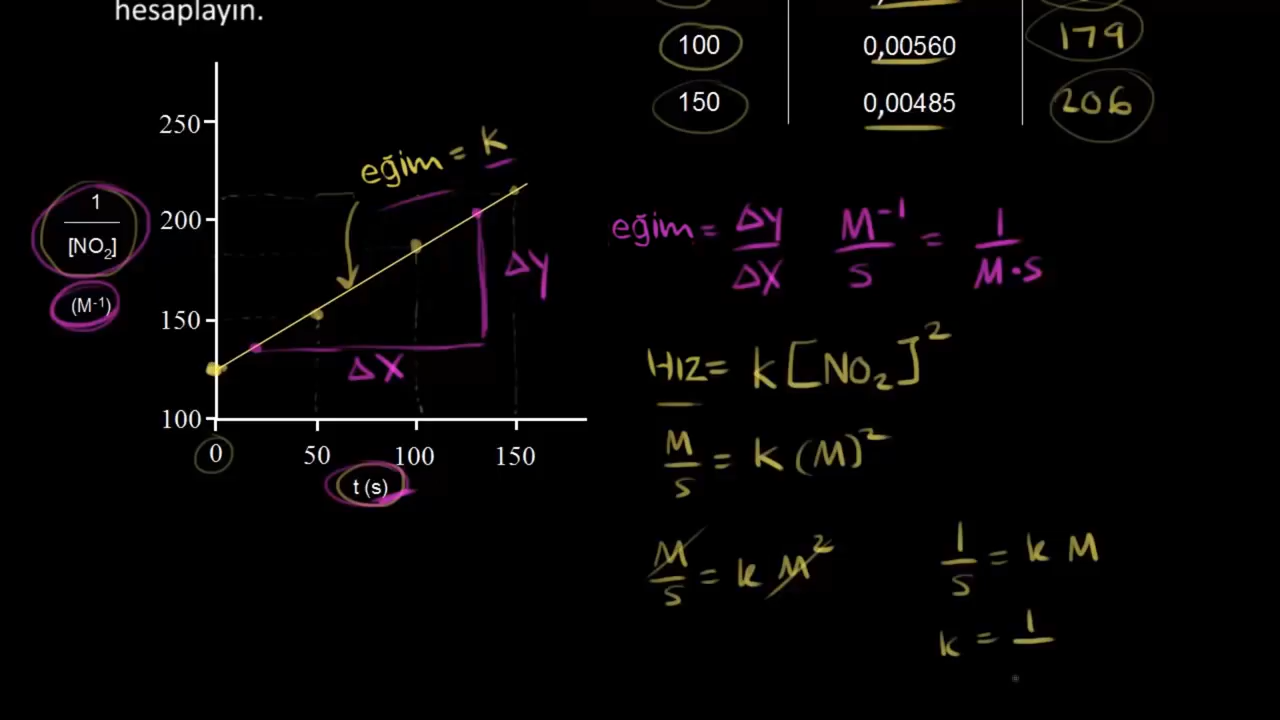 hesaplayın.
100 0,00560 179
150 0,00485 206
250
200
150
100
0 50 100 150
1
[NO₂]
(M⁻¹)
t (s)
eğim = k
ΔY
ΔX
eğim = ΔY/ΔX M⁻¹/S = 1/M·S
HIZ = k[NO₂]²
M/S = k(M)²
M/S = k M²
1/S = k M
k = 1